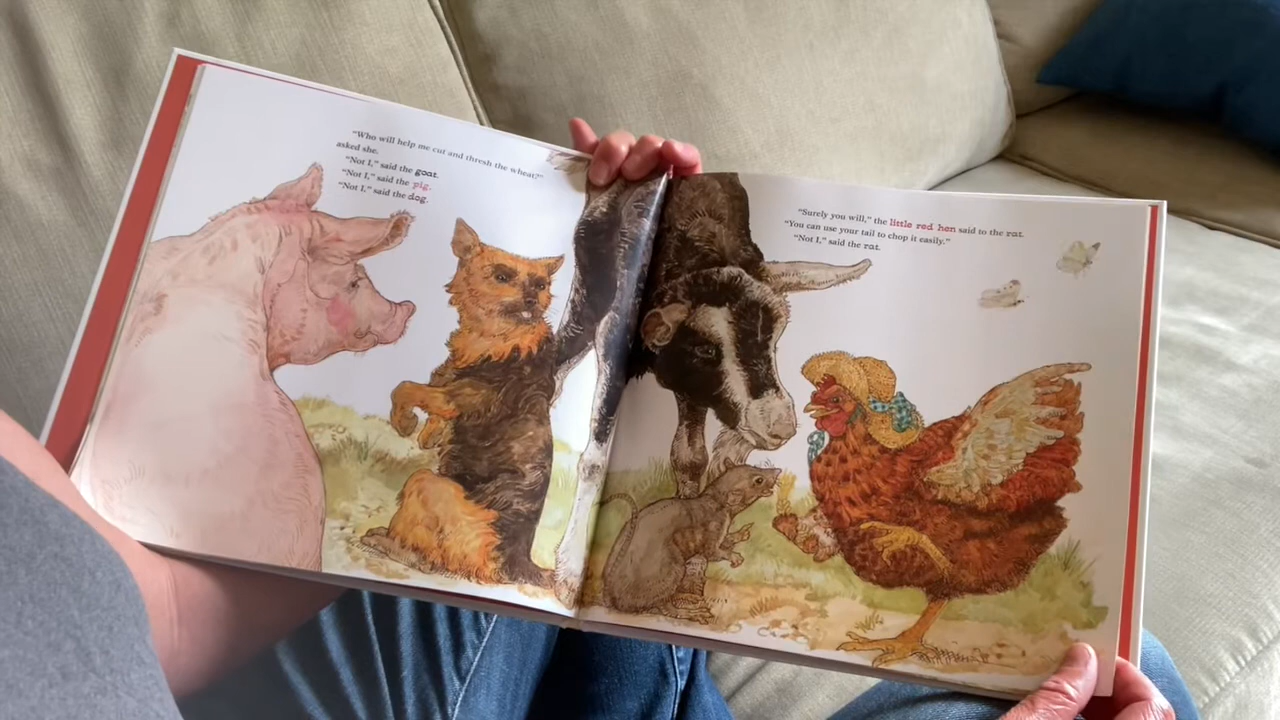 "Who will help me cut and thresh the wheat?"
asked she.
"Not I," said the goat.
"Not I," said the pig.
"Not I," said the dog.
"Surely you will," the little red hen said to the rat.
"You can use your tail to chop it easily."
"Not I," said the rat.